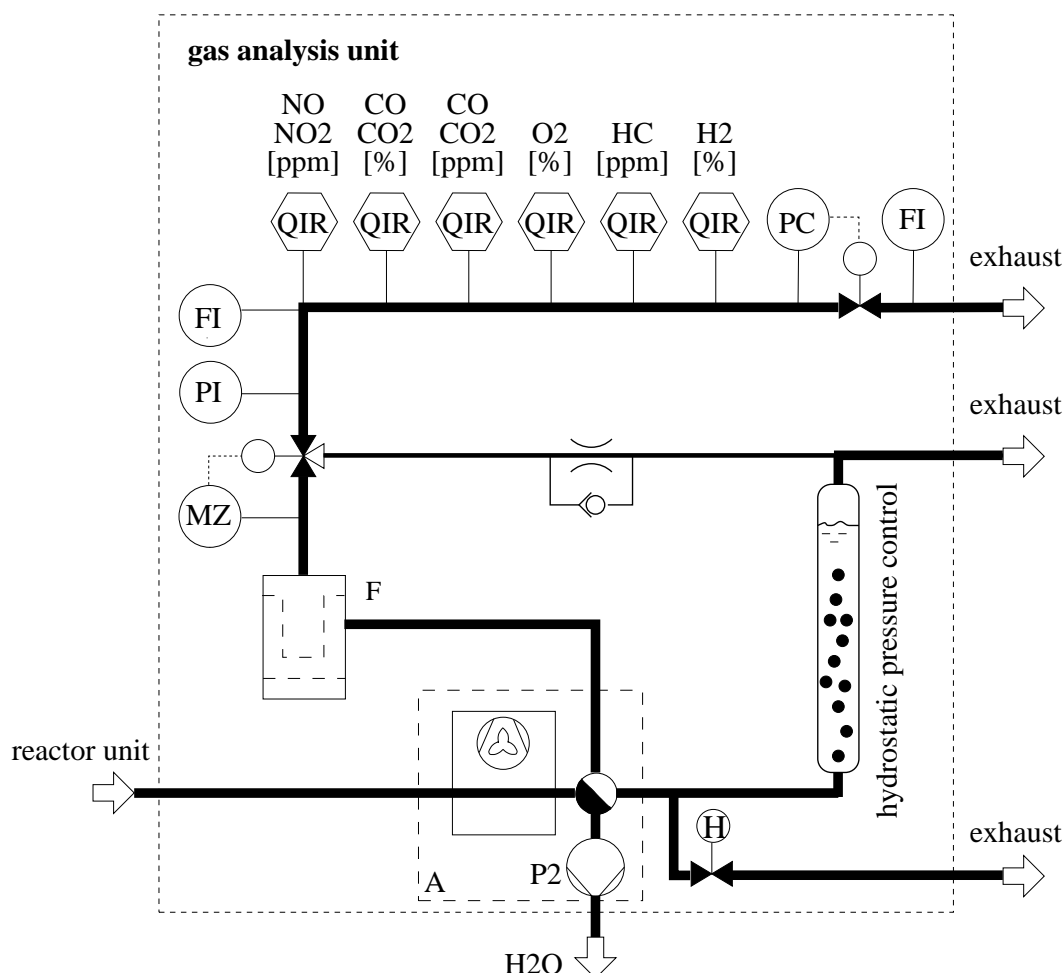 gas analysis unit
NO
NO2
[ppm]
CO
CO2
[%]
CO
CO2
[ppm]
O2
[%]
HC
[ppm]
H2
[%]
QIR
QIR
QIR
QIR
QIR
QIR
PC
FI
exhaust
FI
PI
exhaust
MZ
F
hydrostatic pressure control
reactor unit
H
exhaust
P2
A
H2O